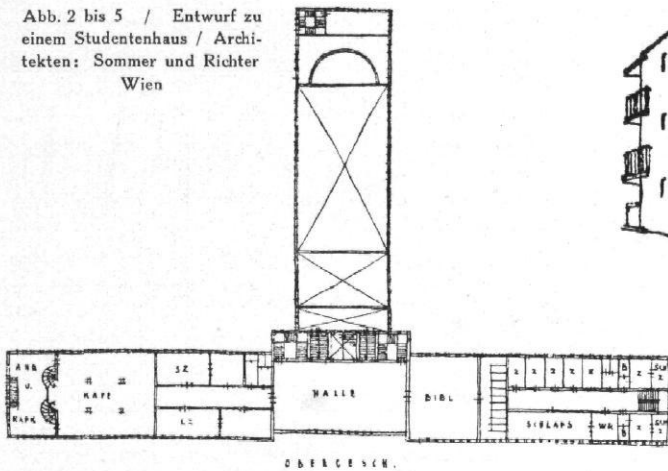 Abb. 2 bis 5 / Entwurf zu
einem Studentenhaus / Archi-
tekten: Sommer und Richter
Wien
SZ
KAFE
HALLE
BIBL
SCHLAFS
WR
B
OBERGESCH.